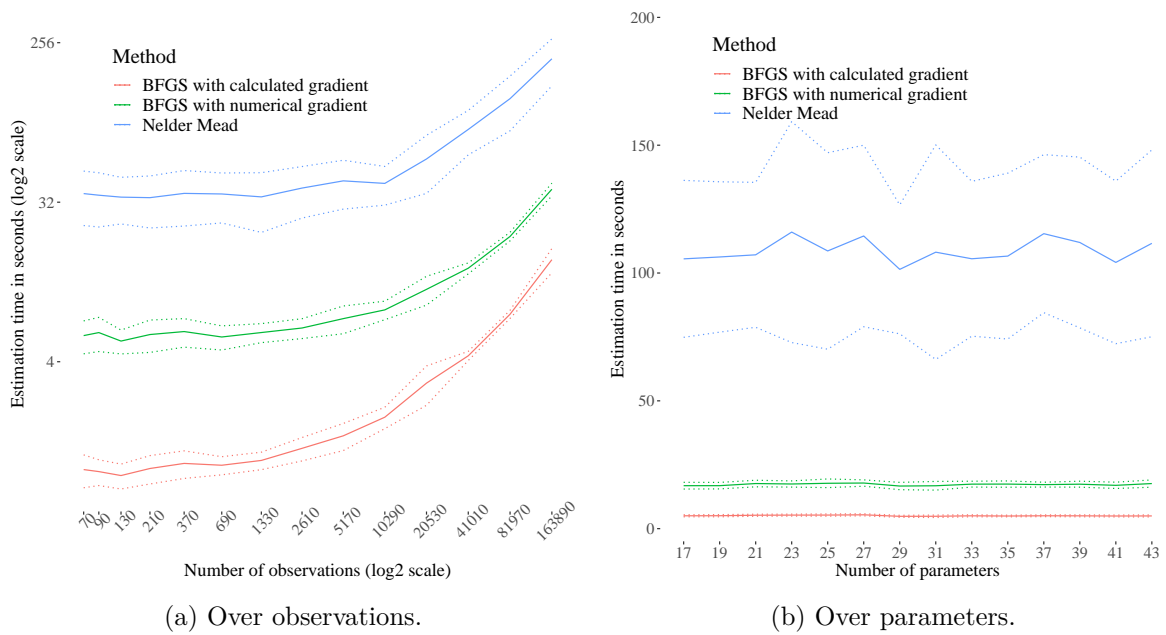 256
32
4
Estimation time in seconds (log2 scale)
Method
BFGS with calculated gradient
BFGS with numerical gradient
Nelder Mead
70
90
130
210
370
690
1330
2610
5170
10290
20530
41010
81970
163890
Number of observations (log2 scale)
(a) Over observations.
200
150
100
50
0
Estimation time in seconds
Method
BFGS with calculated gradient
BFGS with numerical gradient
Nelder Mead
17 19 21 23 25 27 29 31 33 35 37 39 41 43
Number of parameters
(b) Over parameters.